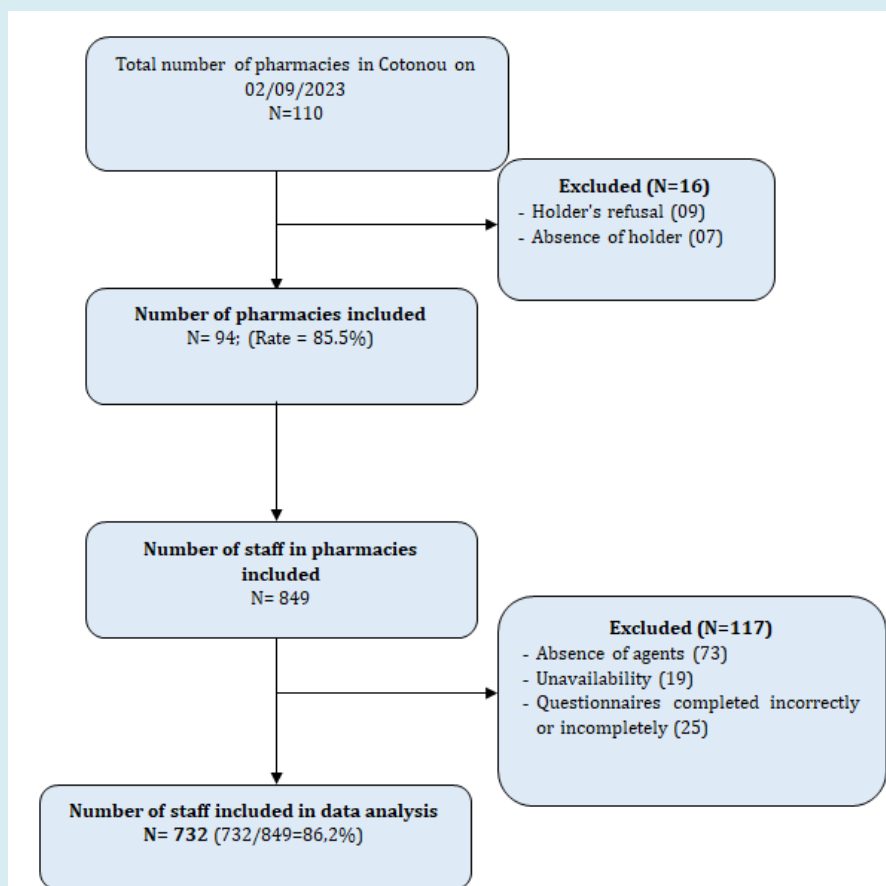 Total number of pharmacies in Cotonou on
02/09/2023
N=110
Excluded (N=16)
- Holder's refusal (09)
- Absence of holder (07)
Number of pharmacies included
N= 94; (Rate = 85.5%)
Number of staff in pharmacies
included
N= 849
Excluded (N=117)
- Absence of agents (73)
- Unavailability (19)
- Questionnaires completed incorrectly
or incompletely (25)
Number of staff included in data analysis
N= 732 (732/849=86,2%)